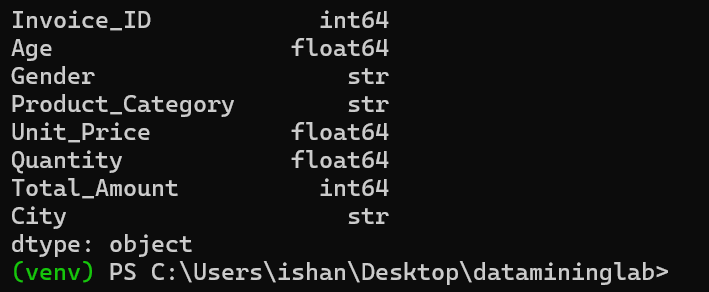 Invoice_ID                 int64
Age                      float64
Gender                       str
Product_Category             str
Unit_Price               float64
Quantity                 float64
Total_Amount               int64
City                         str
dtype: object
(venv) PS C:\Users\ishan\Desktop\datamininglab>